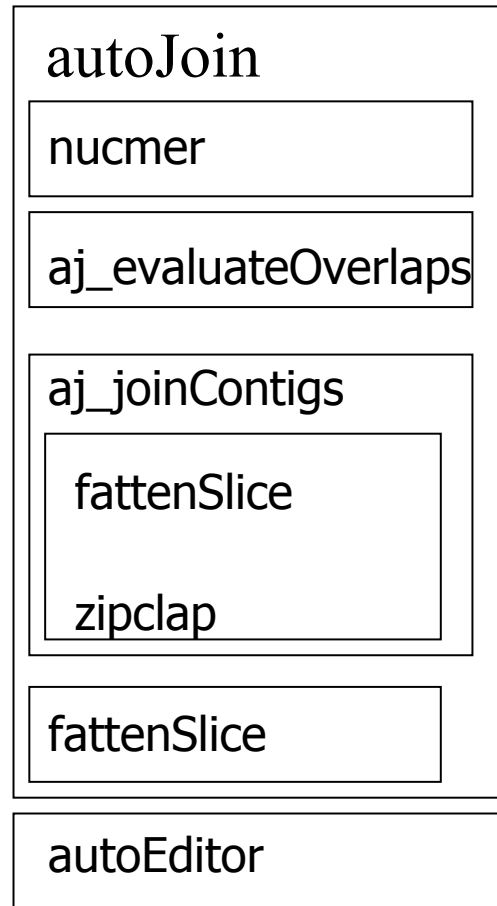 autoJoin
nucmer
aj_evaluateOverlaps
aj_joinContigs
fattenSlice
zipclap
fattenSlice
autoEditor